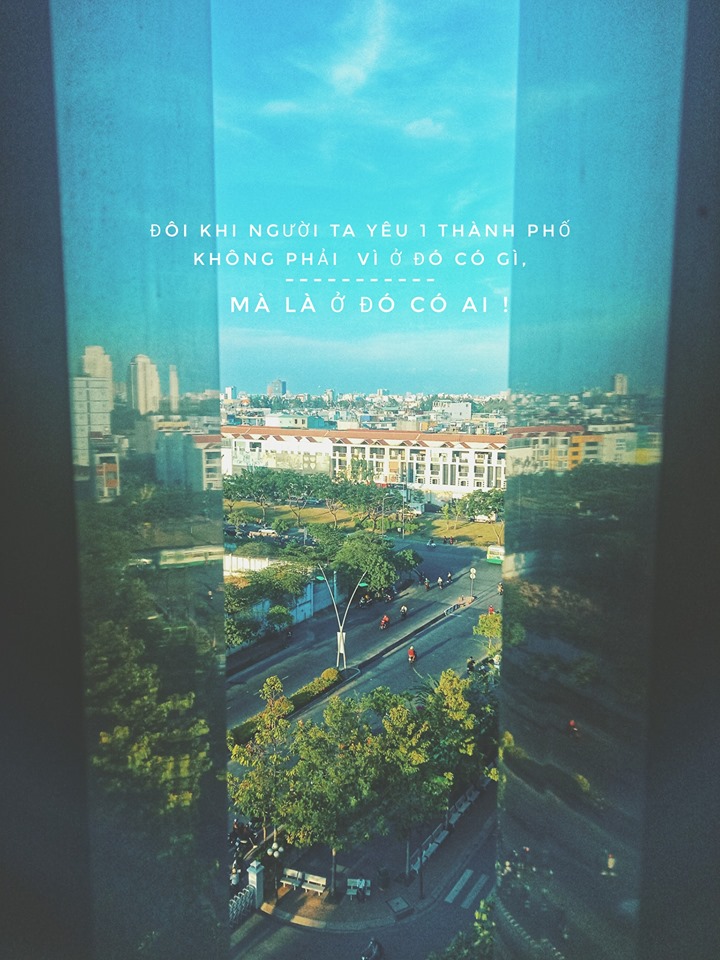 ĐÔI KHI NGƯỜI TA YÊU 1 THÀNH PHỐ
KHÔNG PHẢI VÌ Ở ĐÓ CÓ GÌ,
MÀ LÀ Ở ĐÓ CÓ AI !